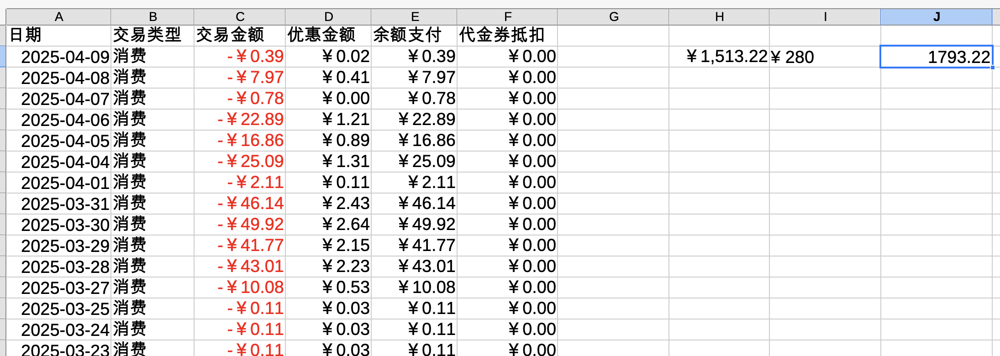 A B C D E F G H I J
日期 交易类型 交易金额 优惠金额 余额支付 代金券抵扣
2025-04-09 消费 -￥0.39 ￥0.02 ￥0.39 ￥0.00 ￥1,513.22 ￥280 1793.22
2025-04-08 消费 -￥7.97 ￥0.41 ￥7.97 ￥0.00
2025-04-07 消费 -￥0.78 ￥0.00 ￥0.78 ￥0.00
2025-04-06 消费 -￥22.89 ￥1.21 ￥22.89 ￥0.00
2025-04-05 消费 -￥16.86 ￥0.89 ￥16.86 ￥0.00
2025-04-04 消费 -￥25.09 ￥1.31 ￥25.09 ￥0.00
2025-04-01 消费 -￥2.11 ￥0.11 ￥2.11 ￥0.00
2025-03-31 消费 -￥46.14 ￥2.43 ￥46.14 ￥0.00
2025-03-30 消费 -￥49.92 ￥2.64 ￥49.92 ￥0.00
2025-03-29 消费 -￥41.77 ￥2.15 ￥41.77 ￥0.00
2025-03-28 消费 -￥43.01 ￥2.23 ￥43.01 ￥0.00
2025-03-27 消费 -￥10.08 ￥0.53 ￥10.08 ￥0.00
2025-03-25 消费 -￥0.11 ￥0.03 ￥0.11 ￥0.00
2025-03-24 消费 -￥0.11 ￥0.03 ￥0.11 ￥0.00
2025-03-23 消费 -￥0.11 ￥0.03 ￥0.11 ￥0.00